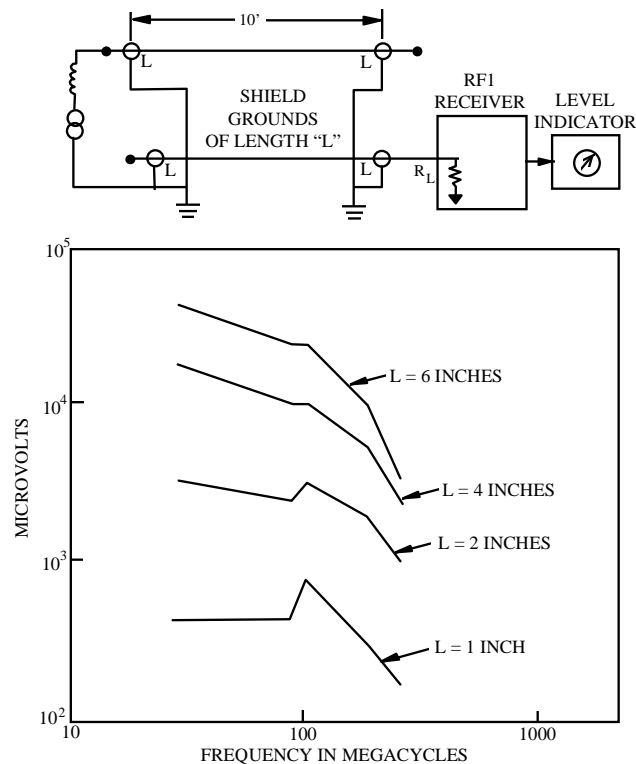 10'
L
L
SHIELD
GROUNDS
OF LENGTH "L"
RF1
RECEIVER
LEVEL
INDICATOR
L
L
R_L
10^5
L = 6 INCHES
10^4
MICROVOLTS
L = 4 INCHES
L = 2 INCHES
10^3
L = 1 INCH
10^2
10
100
1000
FREQUENCY IN MEGACYCLES